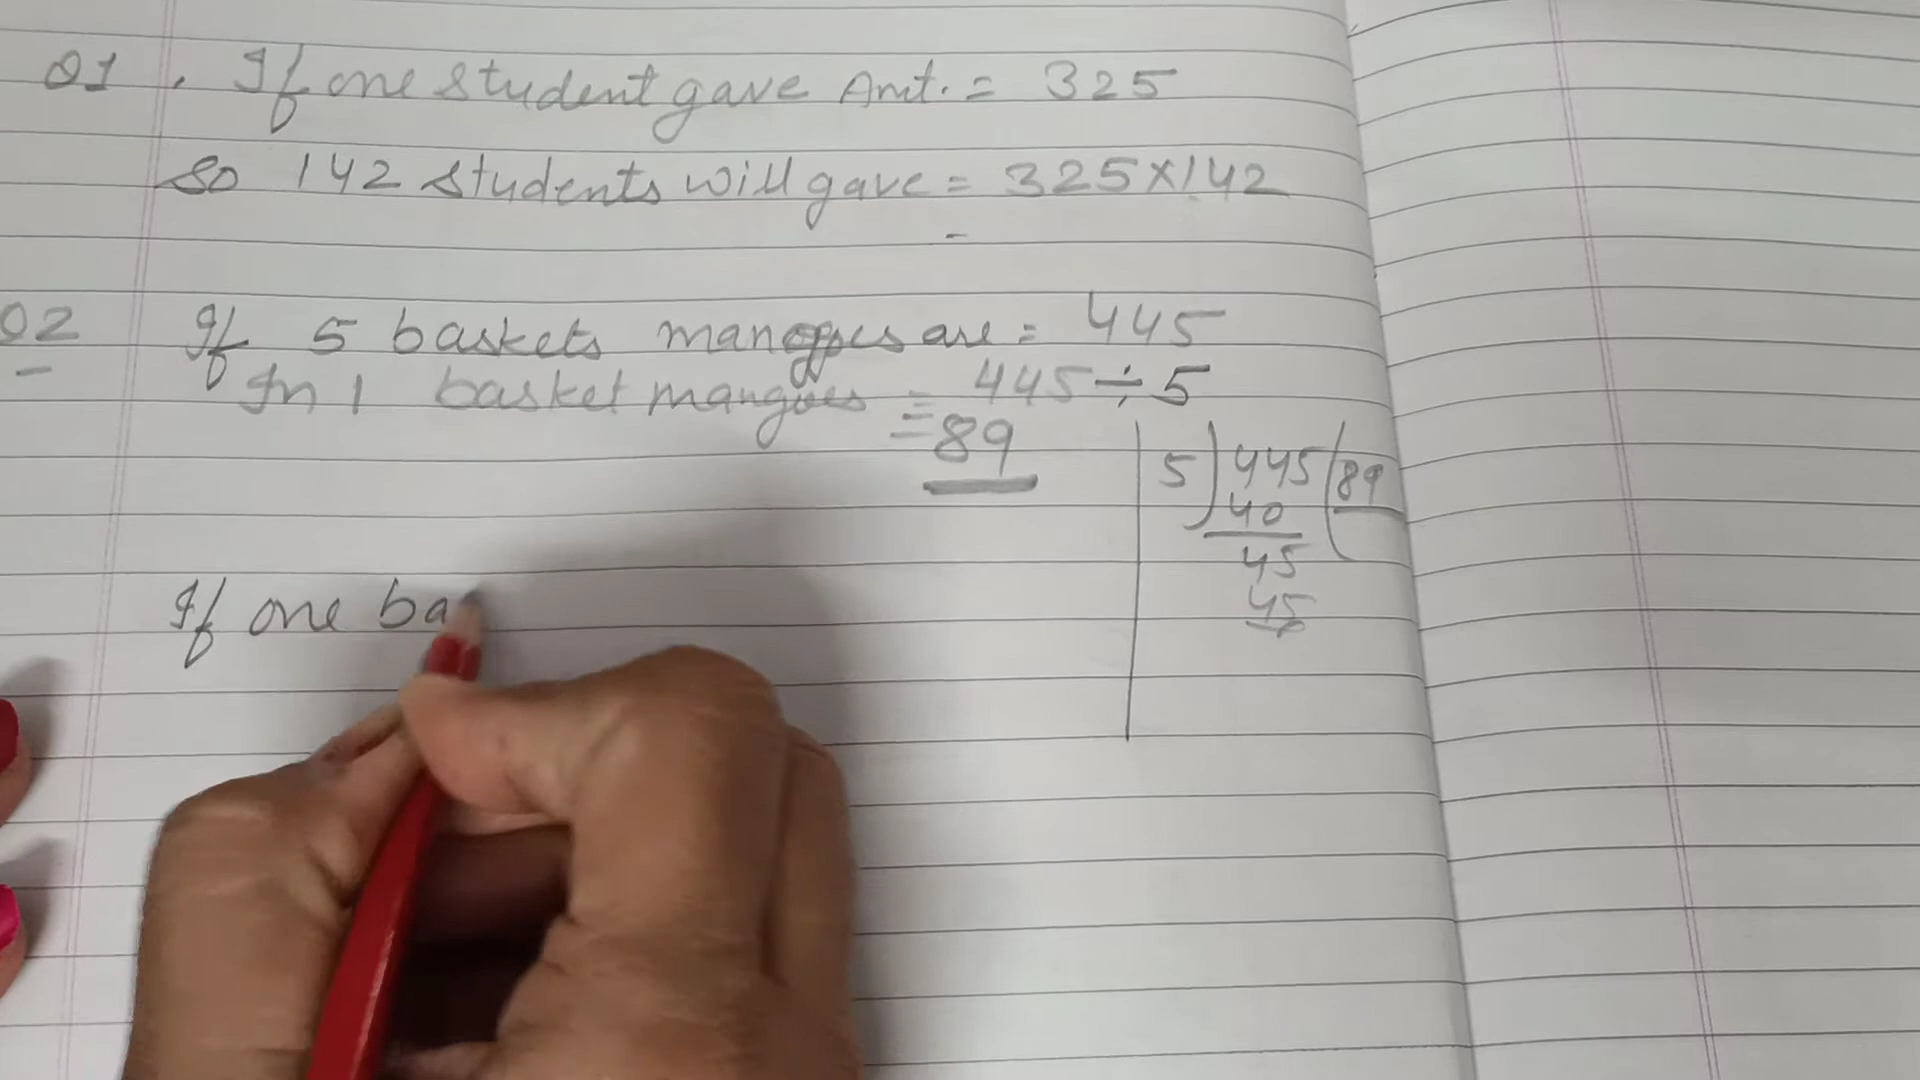 Q1. If one student gave Amt. = 325
So 142 students will gave = 325×142
Q2 If 5 baskets mangoes are = 445
In 1 basket mangoes = 445÷5
= 89
5) 445 (89
40
45
45
If one ba